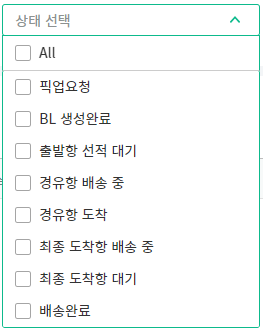 상태 선택
All
픽업요청
BL 생성완료
출발항 선적 대기
경유항 배송 중
경유항 도착
최종 도착항 배송 중
최종 도착항 대기
배송완료